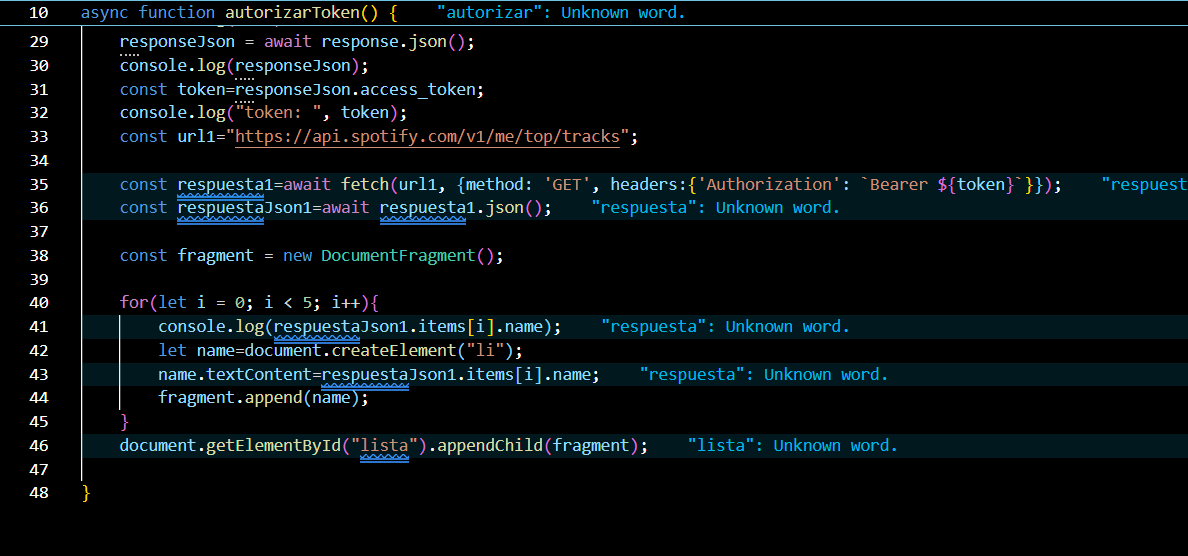 10 async function autorizarToken() { "autorizar": Unknown word.
29 responseJson = await response.json();
30 console.log(responseJson);
31 const token=responseJson.access_token;
32 console.log("token: ", token);
33 const url1="https://api.spotify.com/v1/me/top/tracks";
34
35 const respuesta1=await fetch(url1, {method: 'GET', headers:{'Authorization': `Bearer ${token}`}}); "respuest
36 const respuestaJson1=await respuesta1.json(); "respuesta": Unknown word.
37
38 const fragment = new DocumentFragment();
39
40 for(let i = 0; i < 5; i++){
41 console.log(respuestaJson1.items[i].name); "respuesta": Unknown word.
42 let name=document.createElement("li");
43 name.textContent=respuestaJson1.items[i].name; "respuesta": Unknown word.
44 fragment.append(name);
45 }
46 document.getElementById("lista").appendChild(fragment); "lista": Unknown word.
47
48 }